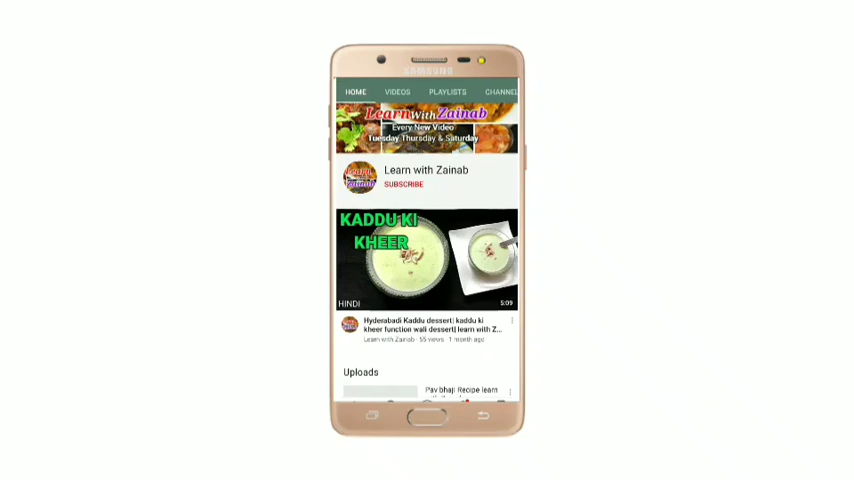 SAMSUNG
HOME VIDEOS PLAYLISTS CHANNEL
LearnWithZainab
Every New Video
Tuesday Thursday & Saturday
Learn with Zainab
SUBSCRIBE
Learn
Zainab
KADDU KI
KHEER
HINDI
5:09
Hyderabadi Kaddu dessert| kaddu ki
kheer function wali dessert| learn with Z...
Learn with Zainab · 55 views · 1 month ago
Uploads
Pav bhaji Recipe learn